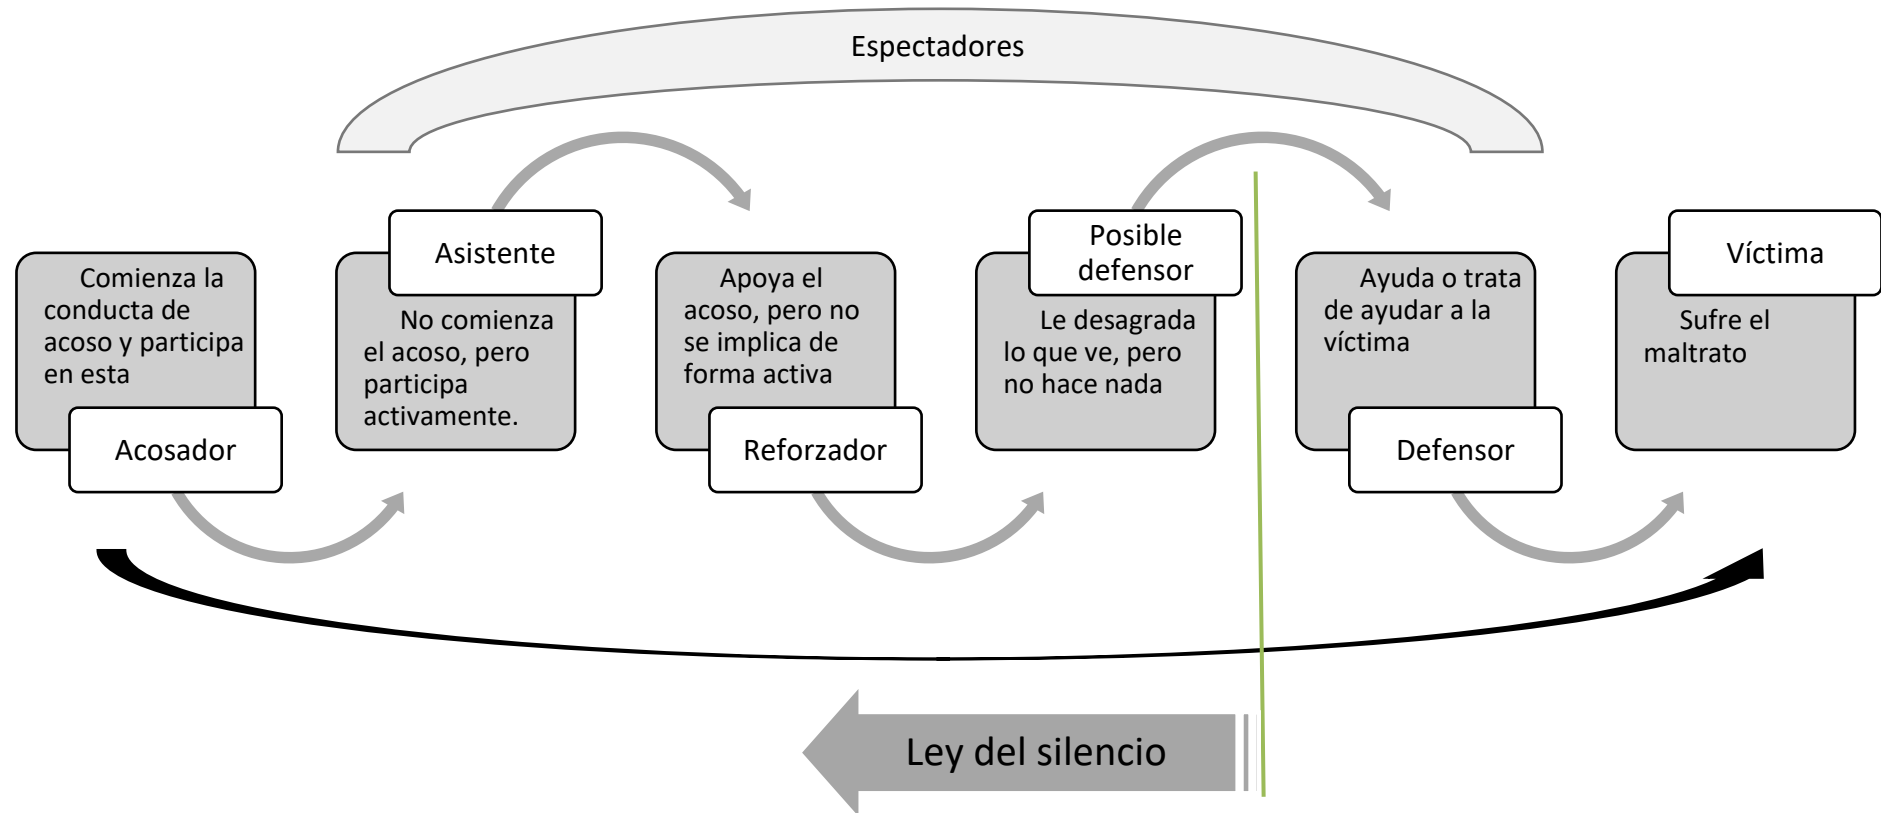 Espectadores
Comienza la
conducta de
acoso y participa
en esta
Acosador
Asistente
No comienza
el acoso, pero
participa
activamente.
Apoya el
acoso, pero no
se implica de
forma activa
Reforzador
Posible
defensor
Le desagrada
lo que ve, pero
no hace nada
Ayuda o trata
de ayudar a la
víctima
Defensor
Víctima
Sufre el
maltrato
Ley del silencio